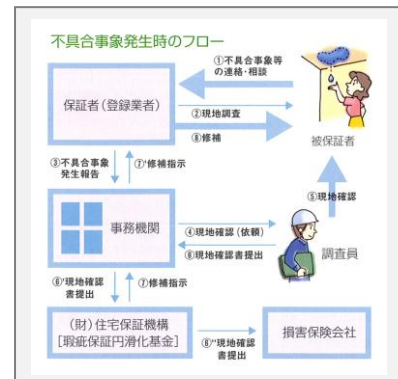 不具合事象発生時のフロー
①不具合事象等
の連絡・相談
保証者(登録業者)
②現地調査
⑧修補
被保証者
③不具合事象
発生報告
⑦'修補指示
⑤現地確認
事務機関
④現地確認(依頼)
⑥現地確認書提出
調査員
⑥'現地確認
書提出
⑦修補指示
(財)住宅保証機構
[瑕疵保証円滑化基金]
⑥"現地確認
書提出
損害保険会社